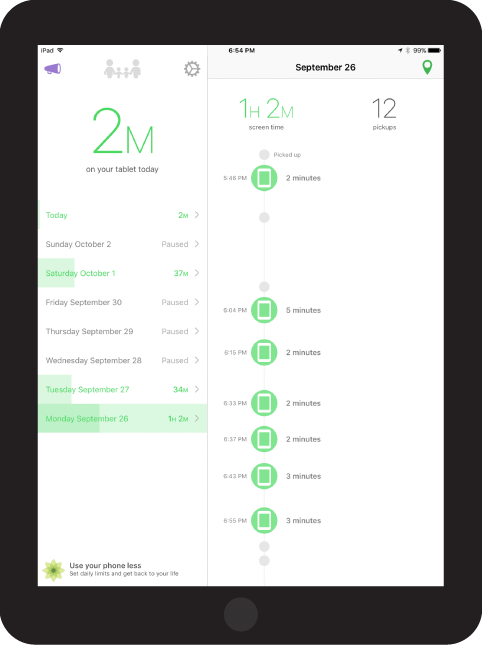 iPad
6:54 PM
99%
September 26
2M
on your tablet today
Today 2M
Sunday October 2 Paused
Saturday October 1 37M
Friday September 30 Paused
Thursday September 29 Paused
Wednesday September 28 Paused
Tuesday September 27 34M
Monday September 26 1H 2M
Use your phone less
Set daily limits and get back to your life
1H 2M
screen time
12
pickups
Picked up
5:46 PM 2 minutes
6:04 PM 5 minutes
6:15 PM 2 minutes
6:33 PM 2 minutes
6:37 PM 2 minutes
6:43 PM 3 minutes
6:55 PM 3 minutes